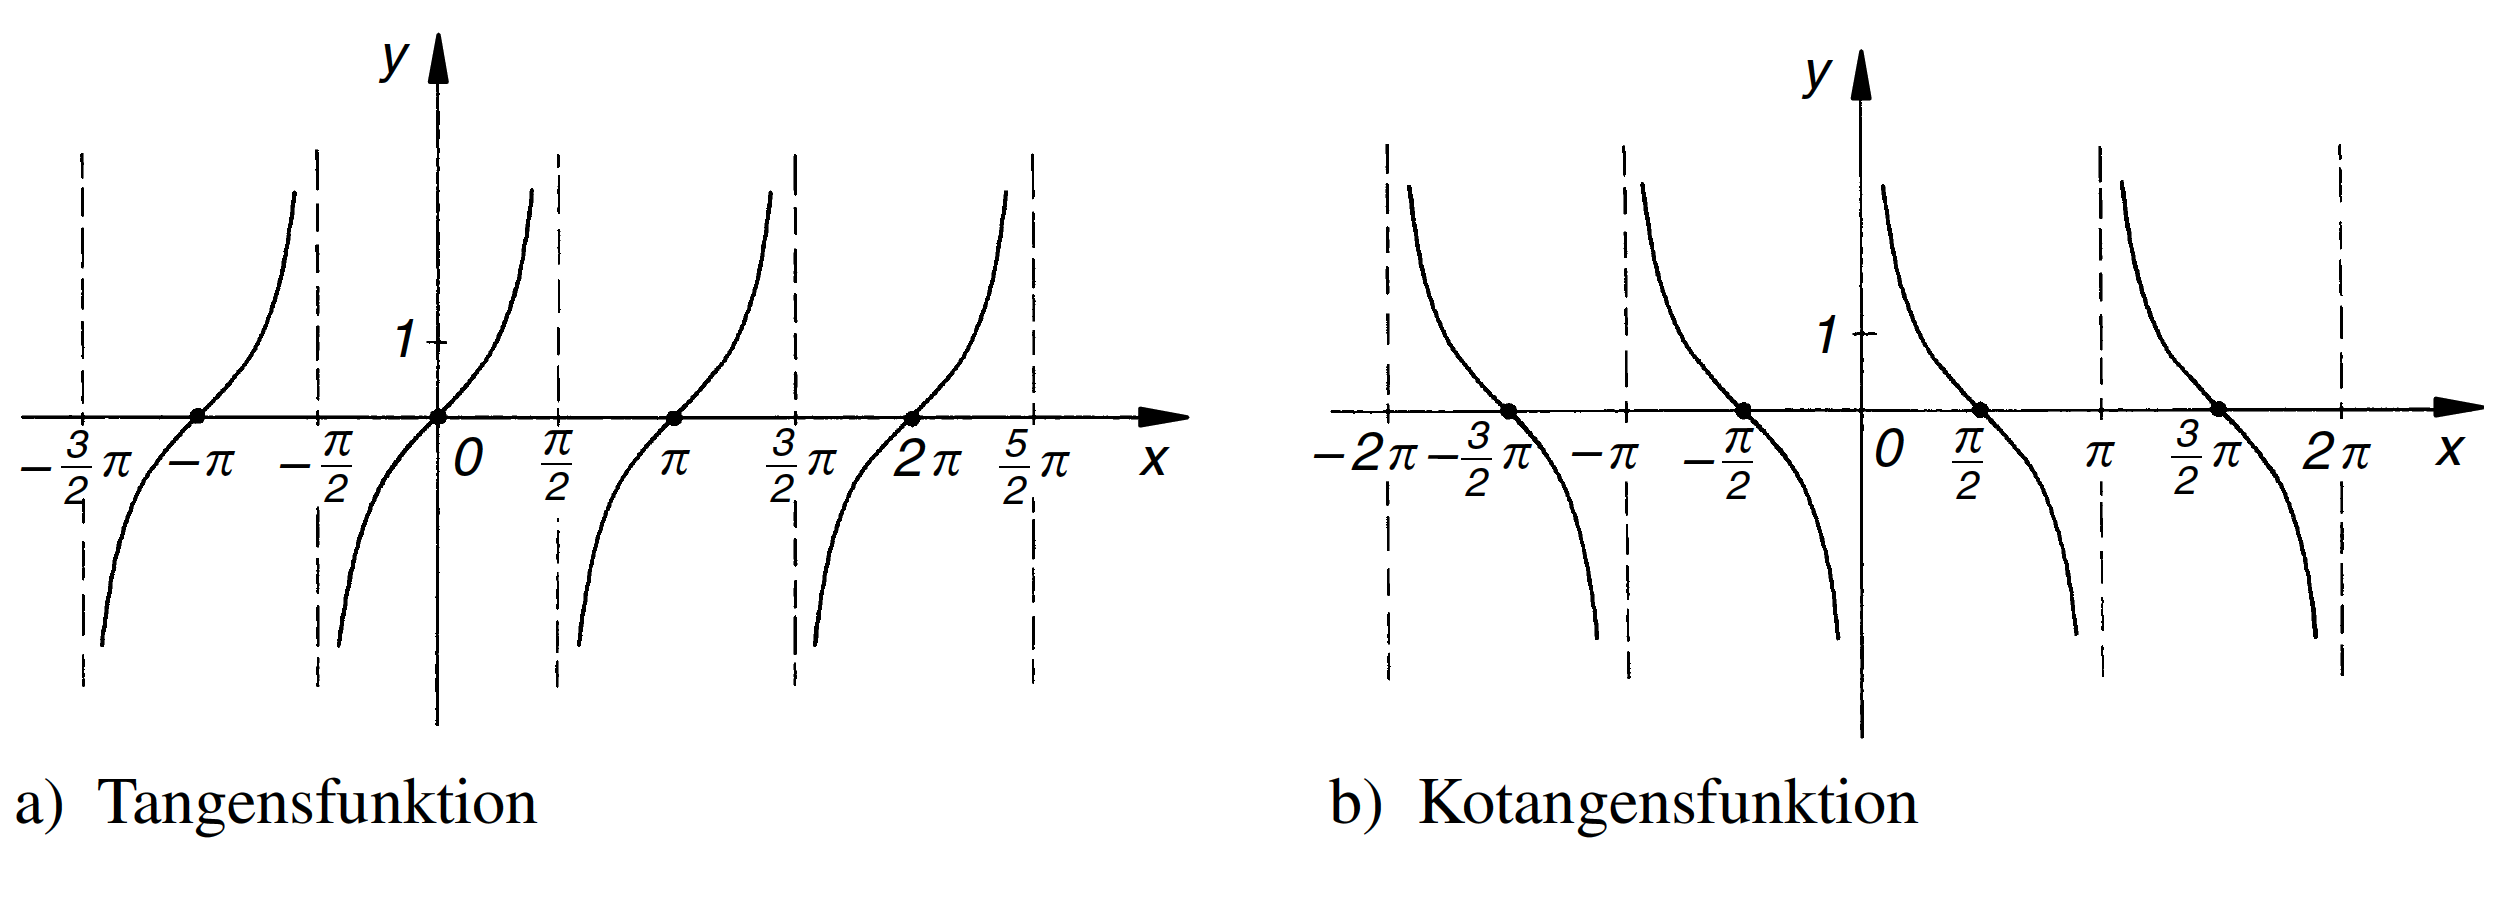 y
1
−3/2 π −π −π/2 0 π/2 π 3/2 π 2π 5/2 π x
a) Tangensfunktion
y
1
−2π −3/2 π −π −π/2 0 π/2 π 3/2 π 2π x
b) Kotangensfunktion